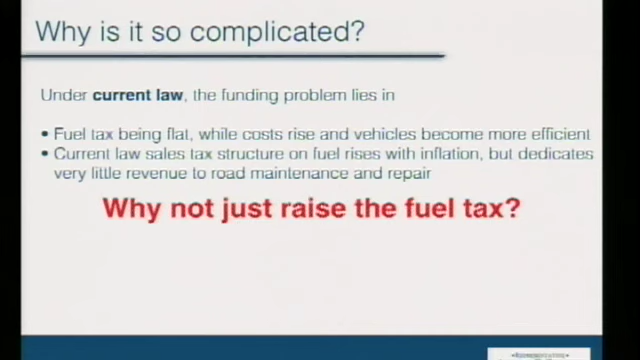 Why is it so complicated?
Under current law, the funding problem lies in
• Fuel tax being flat, while costs rise and vehicles become more efficient
• Current law sales tax structure on fuel rises with inflation, but dedicates
very little revenue to road maintenance and repair
Why not just raise the fuel tax?